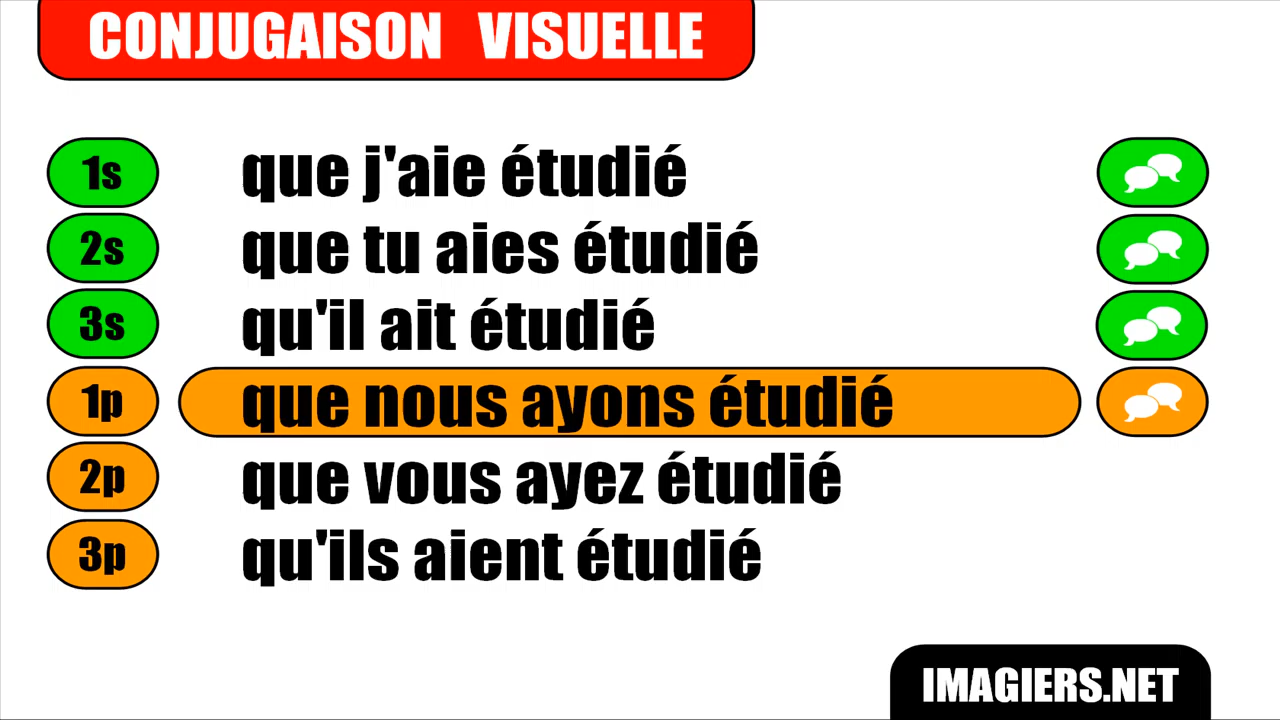 CONJUGAISON VISUELLE
1s que j'aie étudié
2s que tu aies étudié
3s qu'il ait étudié
1p que nous ayons étudié
2p que vous ayez étudié
3p qu'ils aient étudié
IMAGIERS.NET